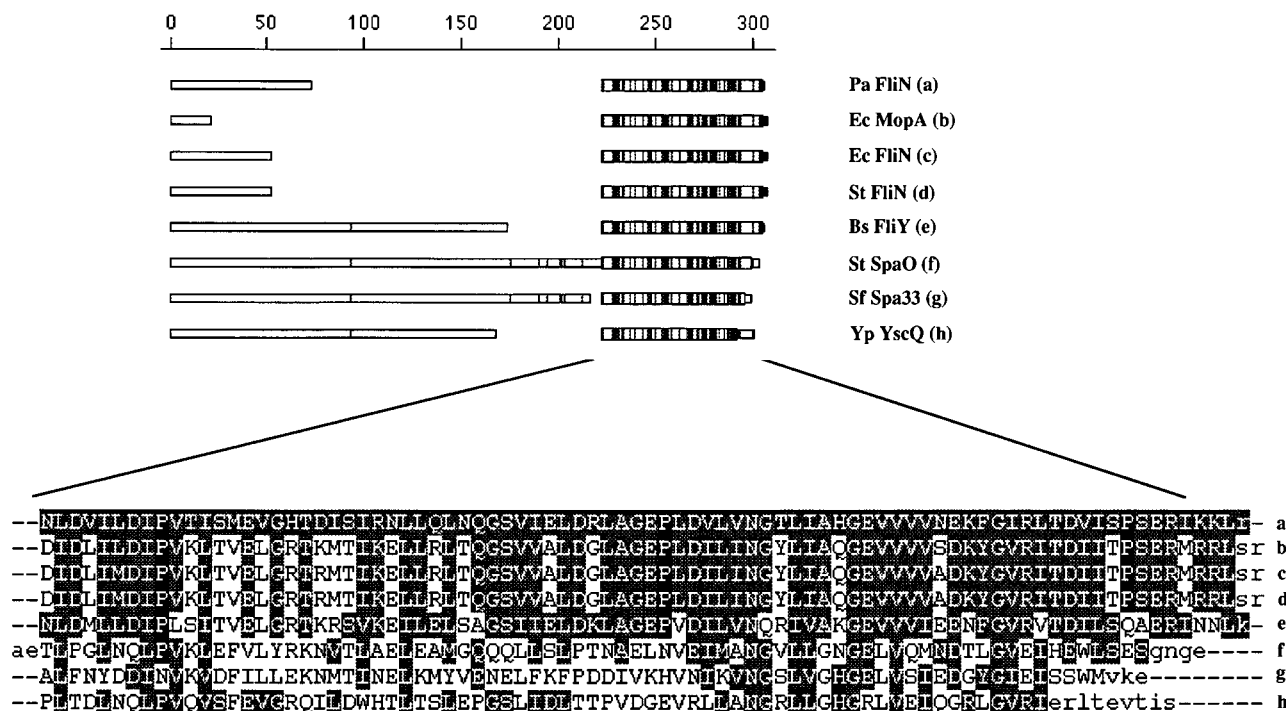 0 50 100 150 200 250 300
Pa FliN (a)
Ec MopA (b)
Ec FliN (c)
St FliN (d)
Bs FliY (e)
St SpaO (f)
Sf Spa33 (g)
Yp YscQ (h)
--NLDVILDIPVTISMEVGHTDISIRNLLQLNQGSVIELDRLAGEPLDVLVNGTLIAHGEVVVVNEKFGIRLTDVISPSERIKKLr- a
--DIDLILDIPVKLTVELGRTKMTIKELLRLTQGSVVALDGLAGEPLDILINGYLIAQGEVVVVSDKYGVRITDIITPSERMRRLsr b
--DIDLIMDIPVKLTVELGRTRMTIKELLRLTQGSVVALDGLAGEPLDILINGYLIAQGEVVVVADKYGVRITDIITPSERMRRLsr c
--DIDLIMDIPVKLTVELGRTRMTIKELLRLTQGSVVALDGLAGEPLDILINGYLIAQGEVVVVADKYGVRITDIITPSERMRRLsr d
--NLDMLLDIPLSITVELGRTKRSVKEILELSAGSIIELDKLAGEPVDILVNQRIVAKGEVVVIEENFGVRVTDILSQAERINNLk- e
aeTLPGLNQLPVKLEFVLYRKNVTLAELEAMGQQQLLSLPTNAELNVEIMANGVLLGNGELVQMNDTLGVEIHEWLSESgnge---- f
--ALFNYDDINVKVDFILLEKNMTINELKMYVENELFKFPDDIVKHVNIKVNGSLVGHGELVSIEDGYGIEISSWMvke-------- g
--PLTDLNQLPVQVSFEVGRQILDWHTLTSLEPGSLIDLTTPVDGEVRLLANGRLLGHGRLVEIQGRLGVRIerltevtis------ h